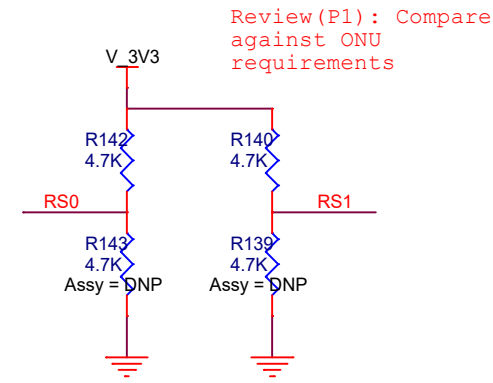 Review(P1): Compare
against ONU
requirements
V_3V3
R142
4.7K
R140
4.7K
RS0
RS1
R143
4.7K
Assy = DNP
R139
4.7K
Assy = DNP